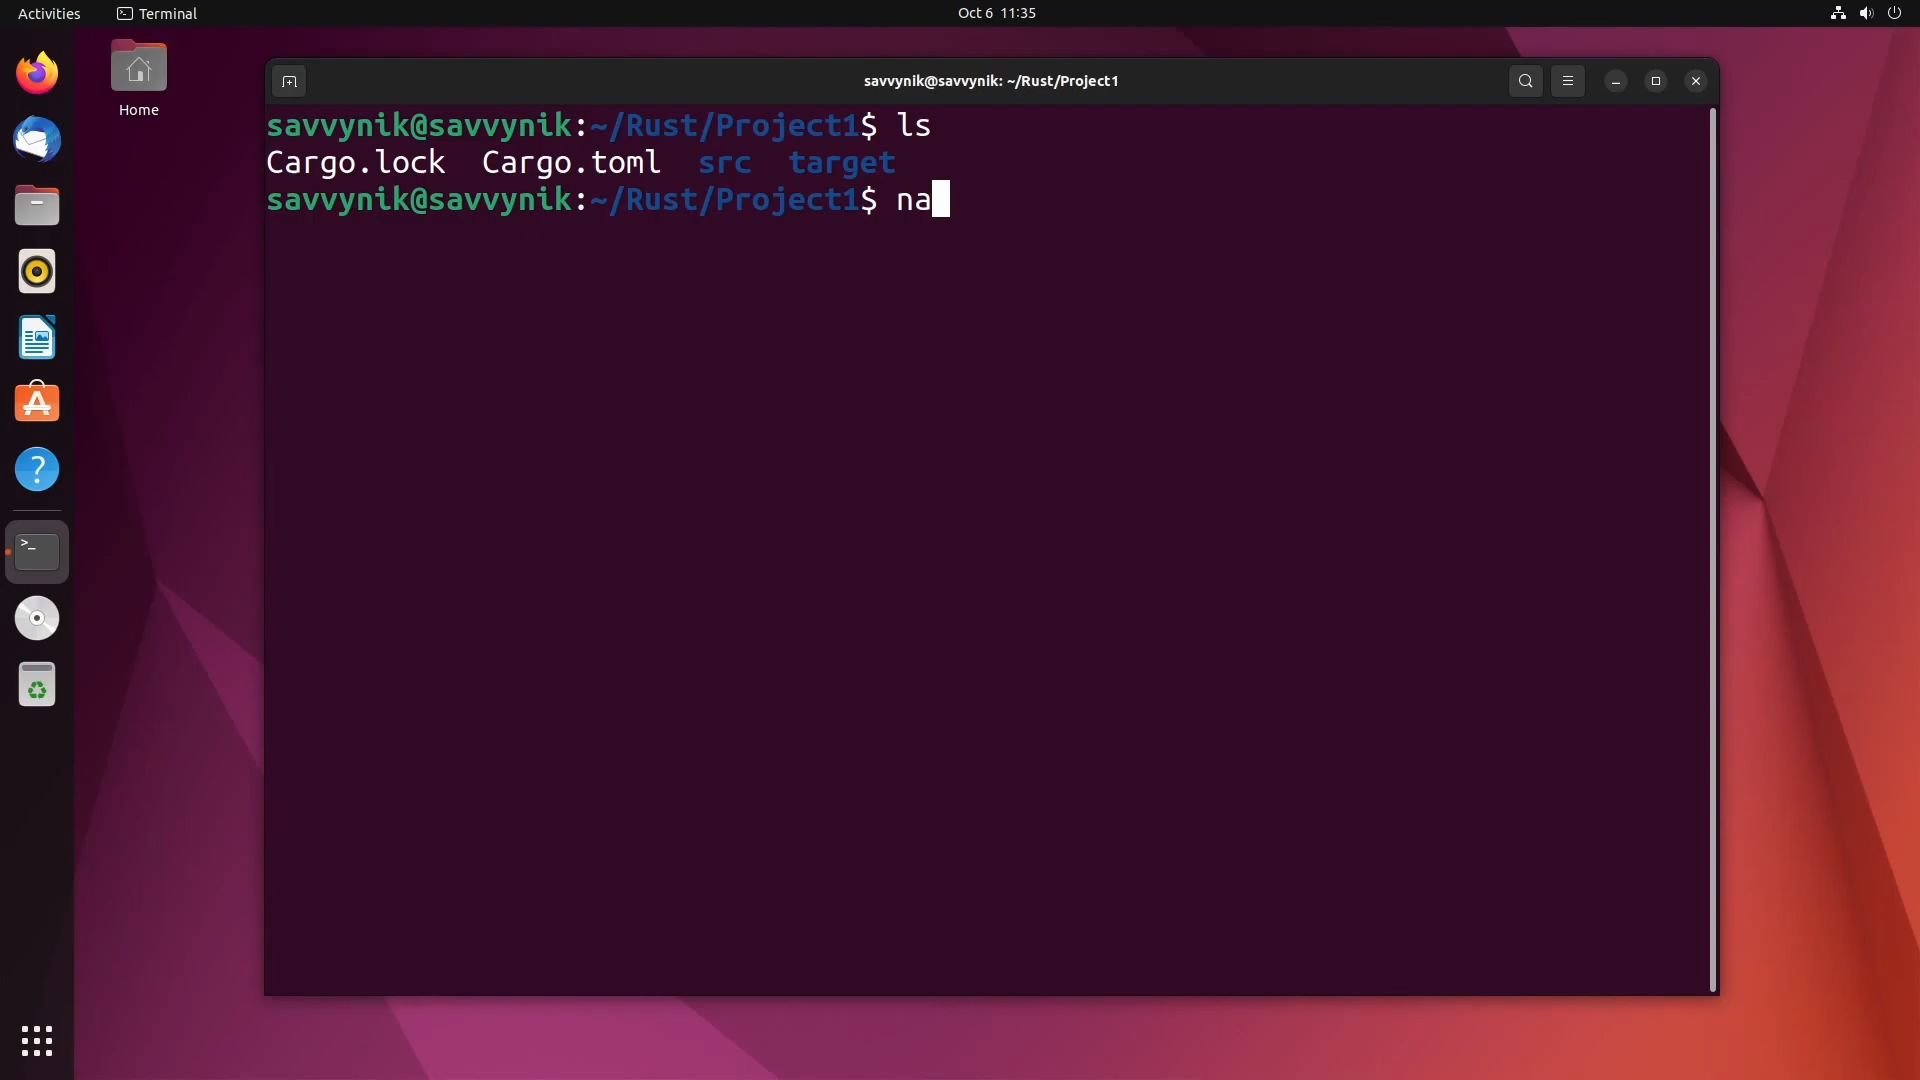 Activities
Terminal
Oct 6 11:35
Home
savvynik@savvynik: ~/Rust/Project1
savvynik@savvynik:~/Rust/Project1$ ls
Cargo.lock Cargo.toml src target
savvynik@savvynik:~/Rust/Project1$ na